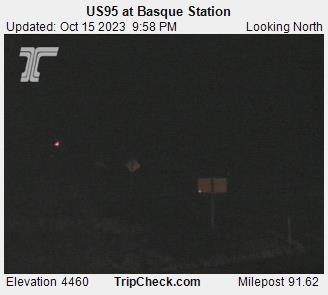 US95 at Basque Station
Updated: Oct 15 2023 9:58 PM Looking North
Elevation 4460 TripCheck.com Milepost 91.62